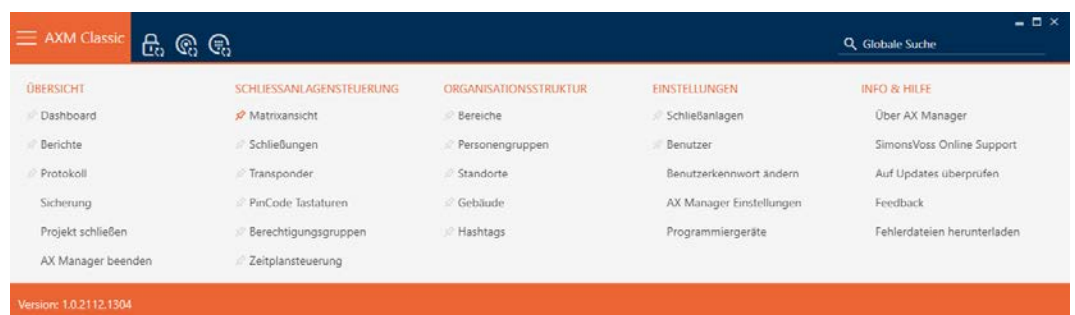 AXM Classic
Globale Suche
ÜBERSICHT
Dashboard
Berichte
Protokoll
Sicherung
Projekt schließen
AX Manager beenden
SCHLIESSANLAGENSTEUERUNG
Matrixansicht
Schließungen
Transponder
PinCode Tastaturen
Berechtigungsgruppen
Zeitplansteuerung
ORGANISATIONSSTRUKTUR
Bereiche
Personengruppen
Standorte
Gebäude
Hashtags
EINSTELLUNGEN
Schließanlagen
Benutzer
Benutzerkennwort ändern
AX Manager Einstellungen
Programmiergeräte
INFO & HILFE
Über AX Manager
SimonsVoss Online Support
Auf Updates überprüfen
Feedback
Fehlerdateien herunterladen
Version: 1.0.2112.1304